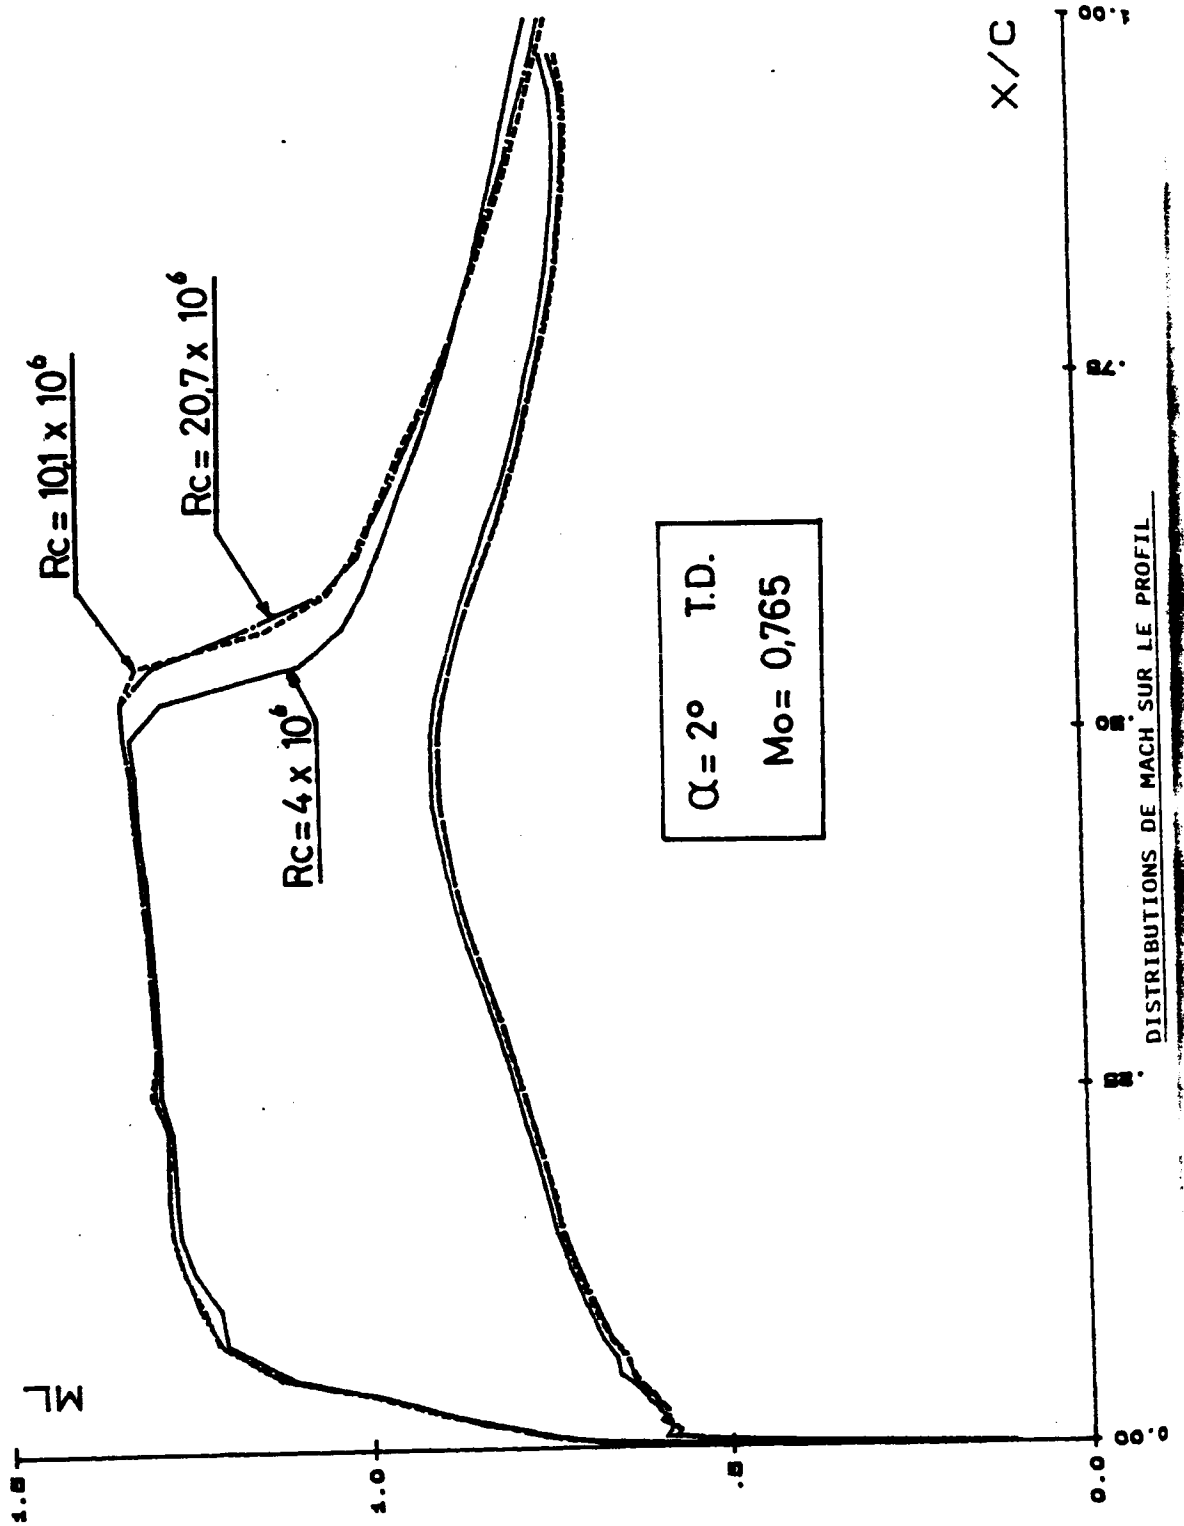 ML
1.5
1.0
.5
0.0
Rc = 10,1 x 10⁶
Rc = 20,7 x 10⁶
Rc = 4 x 10⁶
α = 2° T.D.
Mo = 0,765
0.00
.25
.50
.75
1.00
X/C
DISTRIBUTIONS DE MACH SUR LE PROFIL